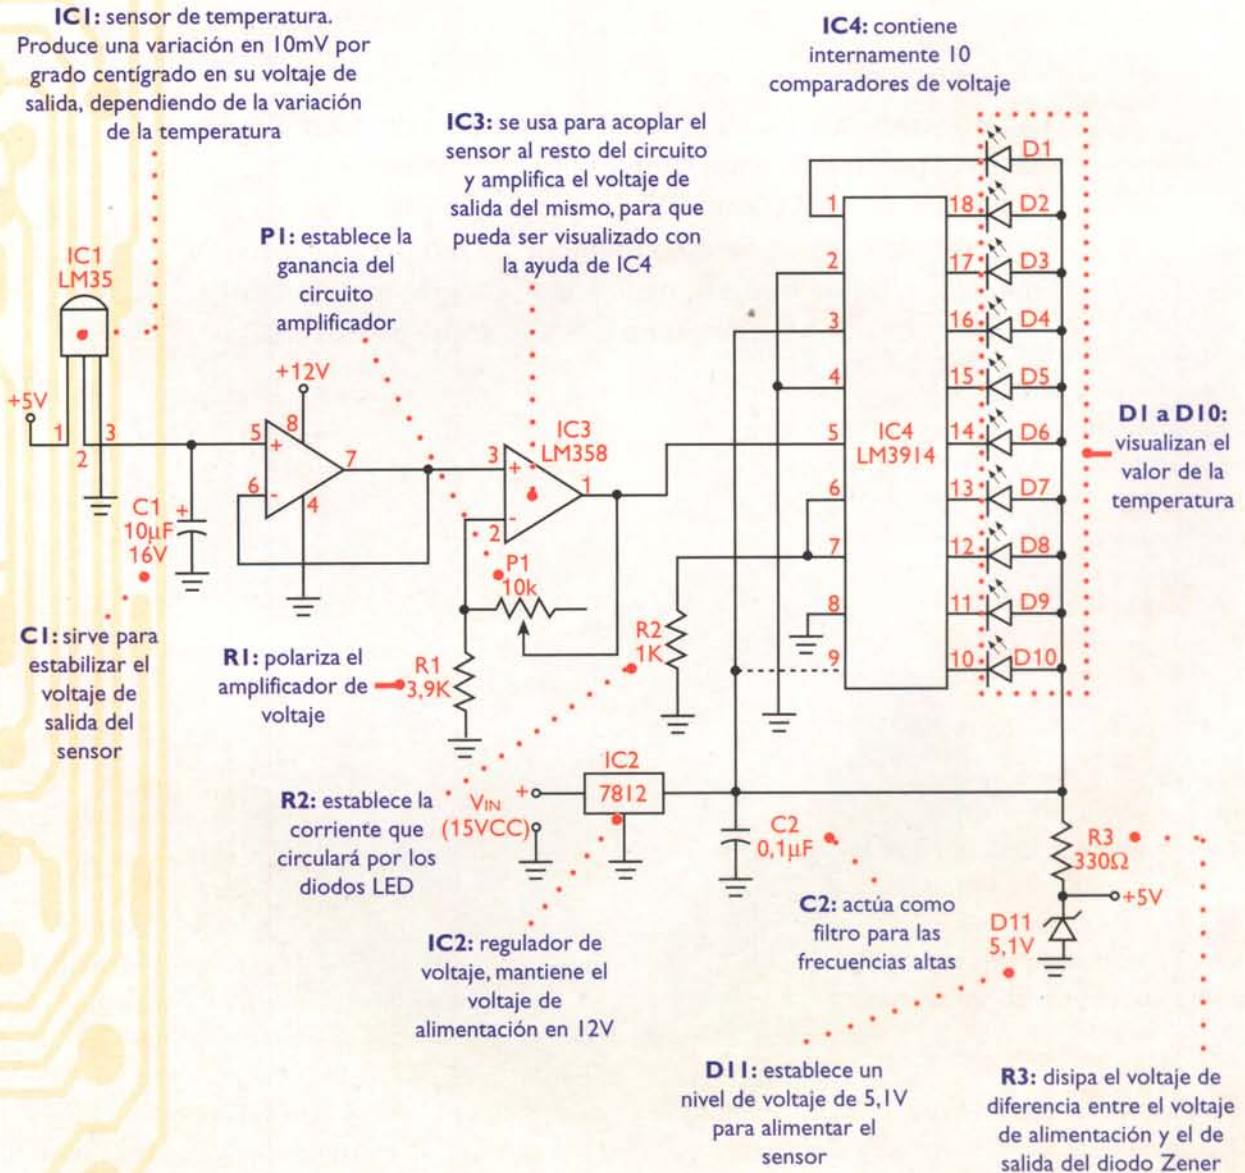 IC1: sensor de temperatura.
Produce una variación en 10mV por
grado centígrado en su voltaje de
salida, dependiendo de la variación
de la temperatura
IC4: contiene
internamente 10
comparadores de voltaje
IC3: se usa para acoplar el
sensor al resto del circuito
y amplifica el voltaje de
salida del mismo, para que
pueda ser visualizado con
la ayuda de IC4
P1: establece la
ganancia del
circuito
amplificador
IC1
LM35
+5V
1
2
3
C1
10µF
16V
+
+12V
5
+
6
-
8
4
7
IC3
LM358
3
+
2
-
1
P1
10k
R1
3,9K
R2
1K
IC4
LM3914
1
2
3
4
5
6
7
8
9
18
17
16
15
14
13
12
11
10
D1
D2
D3
D4
D5
D6
D7
D8
D9
D10
D1 a D10:
visualizan el
valor de la
temperatura
C1: sirve para
estabilizar el
voltaje de
salida del
sensor
R1: polariza el
amplificador de
voltaje
R2: establece la
corriente que
circulará por los
diodos LED
VIN
(15VCC)
+
IC2
7812
C2
0,1µF
R3
330Ω
+5V
D11
5,1V
IC2: regulador de
voltaje, mantiene el
voltaje de
alimentación en 12V
C2: actúa como
filtro para las
frecuencias altas
D11: establece un
nivel de voltaje de 5,1V
para alimentar el
sensor
R3: disipa el voltaje de
diferencia entre el voltaje
de alimentación y el de
salida del diodo Zener